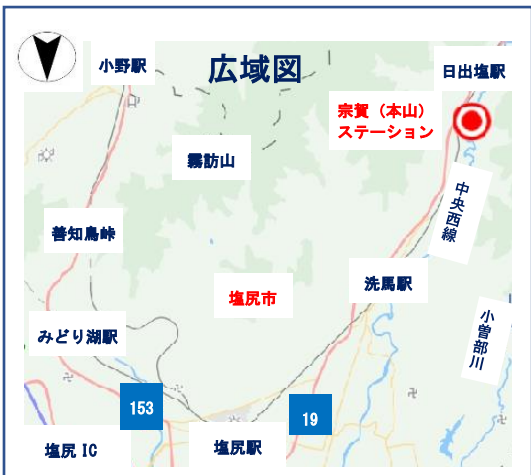 広域図
小野駅
日出塩駅
宗賀（本山）
ステーション
霧訪山
中央西線
善知鳥峠
洗馬駅
塩尻市
小曽部川
みどり湖駅
153
19
塩尻 IC
塩尻駅